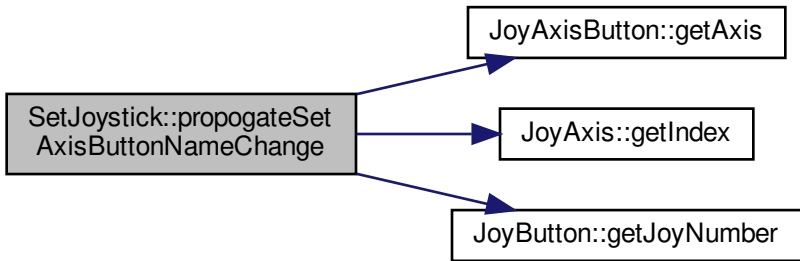 SetJoystick::propogateSet
AxisButtonNameChange
JoyAxisButton::getAxis
JoyAxis::getIndex
JoyButton::getJoyNumber